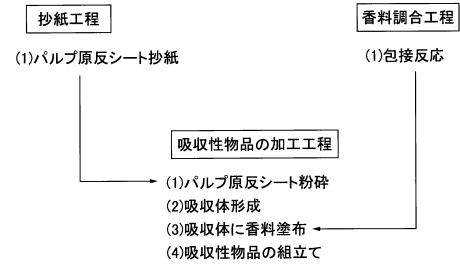 抄紙工程
(1)パルプ原反シート抄紙
香料調合工程
(1)包接反応
吸収性物品の加工工程
(1)パルプ原反シート粉砕
(2)吸収体形成
(3)吸収体に香料塗布
(4)吸収性物品の組立て